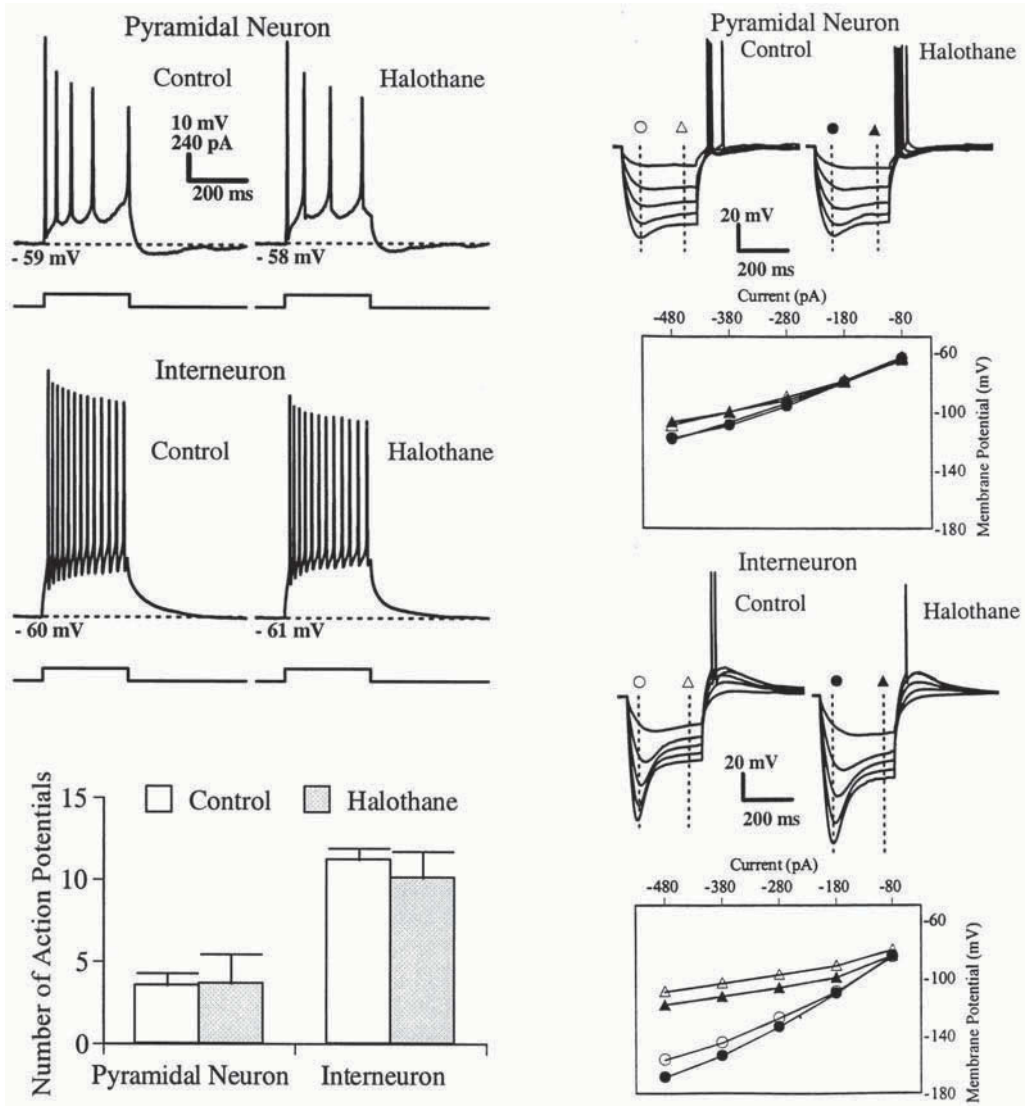 Pyramidal Neuron
Control
Halothane
10 mV
240 pA
200 ms
- 59 mV
- 58 mV
Interneuron
Control
Halothane
- 60 mV
- 61 mV
15
10
5
0
Number of Action Potentials
Control
Halothane
Pyramidal Neuron
Interneuron
Pyramidal Neuron
Control
Halothane
20 mV
200 ms
Current (pA)
-480 -380 -280 -180 -80
-60
-100
-140
-180
Membrane Potential (mV)
Interneuron
Control
Halothane
20 mV
200 ms
Current (pA)
-480 -380 -280 -180 -80
-60
-100
-140
-180
Membrane Potential (mV)